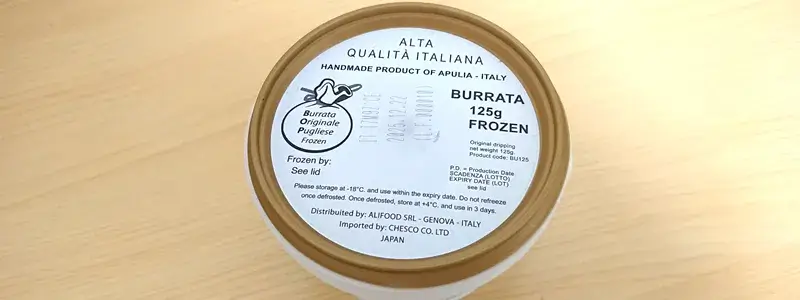 ALTA
QUALITÀ ITALIANA
HANDMADE PRODUCT OF APULIA - ITALY
Burrata
Originale
Pugliese
Frozen
BURRATA
125g
FROZEN
Original dripping
net weight 125g.
Product code: BU125
P.D. = Production Date
SCADENZA (LOTTO)
EXPIRY DATE (LOT)
see lid
Frozen by:
See lid
Please storage at -18°C. and use within the expiry date. Do not refreeze
once defrosted. Once defrosted, store at +4°C. and use in 3 days.
Distributed by: ALIFOOD SRL - GENOVA - ITALY
Imported by: CHESCO CO. LTD
JAPAN